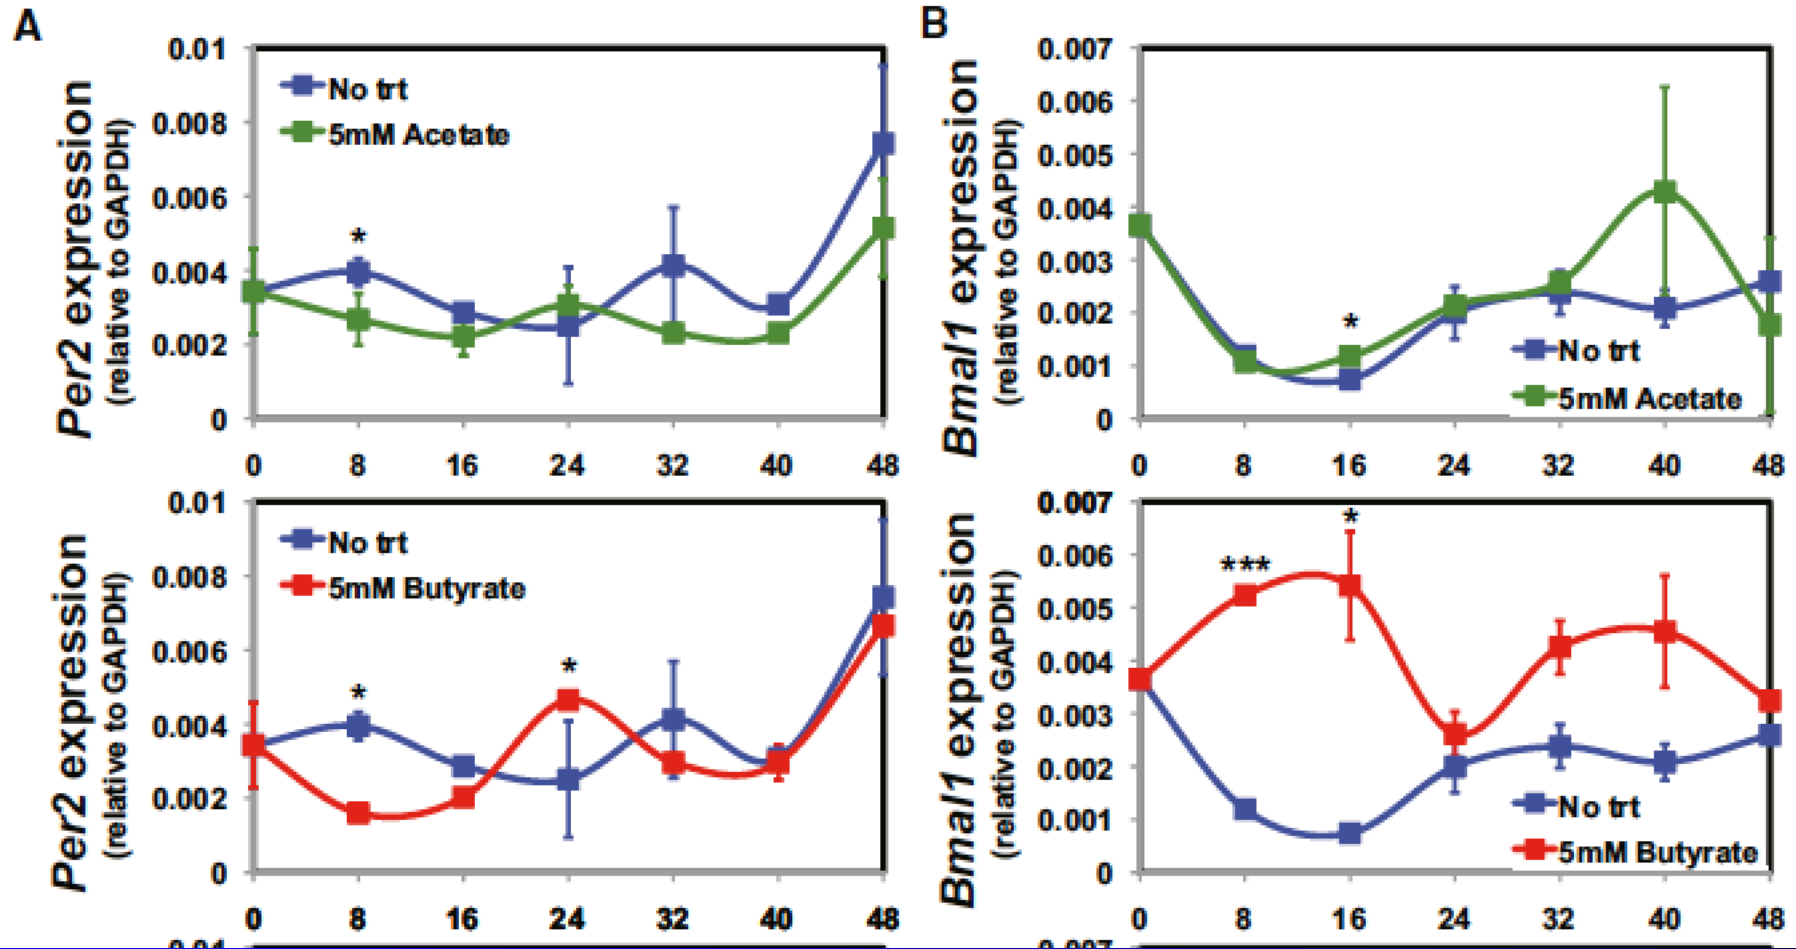 A
Per2 expression
(relative to GAPDH)
0.01
0.008
0.006
0.004
0.002
0
No trt
5mM Acetate
*
0 8 16 24 32 40 48
B
Bmal1 expression
(relative to GAPDH)
0.007
0.006
0.005
0.004
0.003
0.002
0.001
0
*
No trt
5mM Acetate
0 8 16 24 32 40 48
Per2 expression
(relative to GAPDH)
0.01
0.008
0.006
0.004
0.002
0
No trt
5mM Butyrate
*
*
0 8 16 24 32 40 48
Bmal1 expression
(relative to GAPDH)
0.007
0.006
0.005
0.004
0.003
0.002
0.001
0
***
*
No trt
5mM Butyrate
0 8 16 24 32 40 48